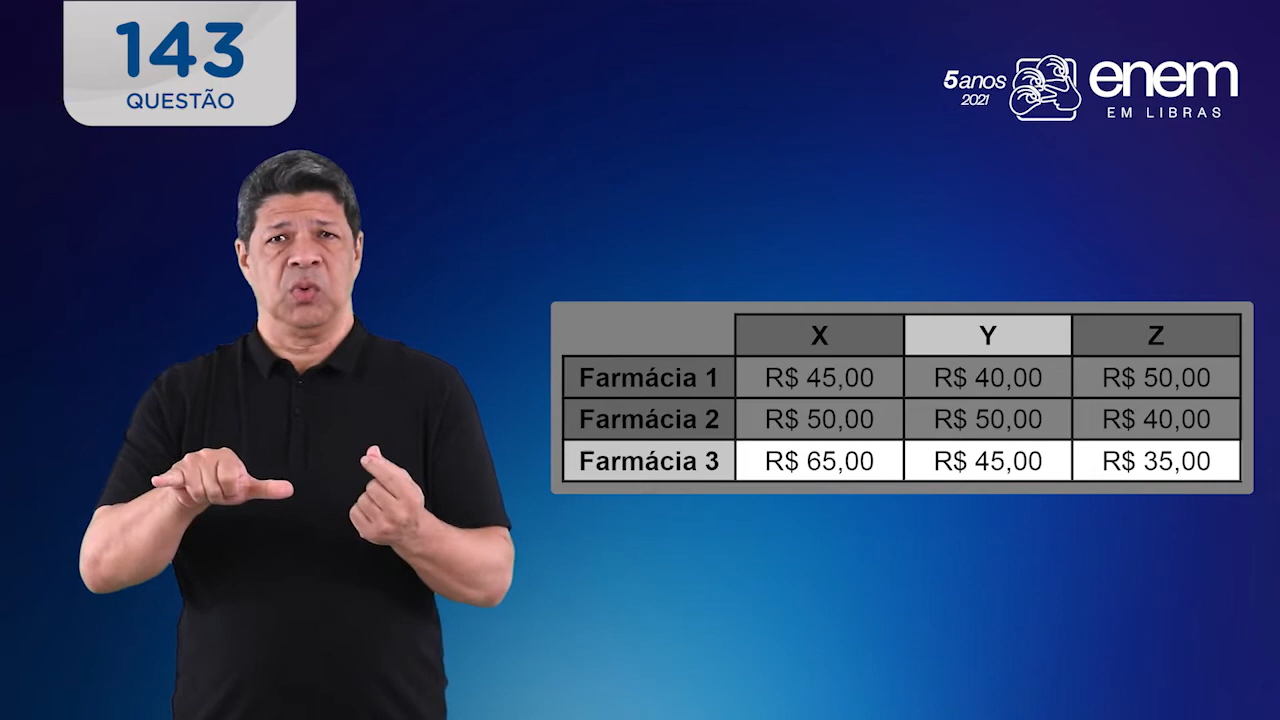 143
QUESTÃO
5anos
2021
enem
EM LIBRAS
X Y Z
Farmácia 1 R$ 45,00 R$ 40,00 R$ 50,00
Farmácia 2 R$ 50,00 R$ 50,00 R$ 40,00
Farmácia 3 R$ 65,00 R$ 45,00 R$ 35,00